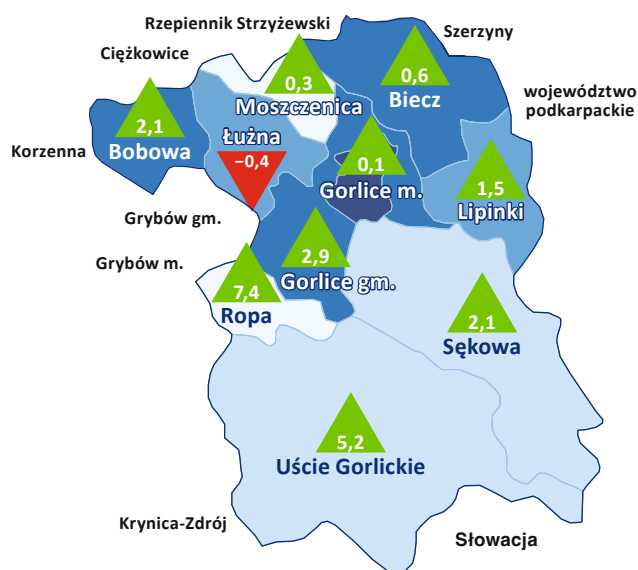 Rzepiennik Strzyżewski
Szerzyny
Ciężkowice
0,3
Moszczenica
0,6
Biecz
województwo
podkarpackie
2,1
Bobowa
Łużna
−0,4
0,1
Gorlice m.
Korzenna
1,5
Lipinki
Grybów gm.
2,9
Gorlice gm.
Grybów m.
7,4
Ropa
2,1
Sękowa
5,2
Uście Gorlickie
Krynica-Zdrój
Słowacja